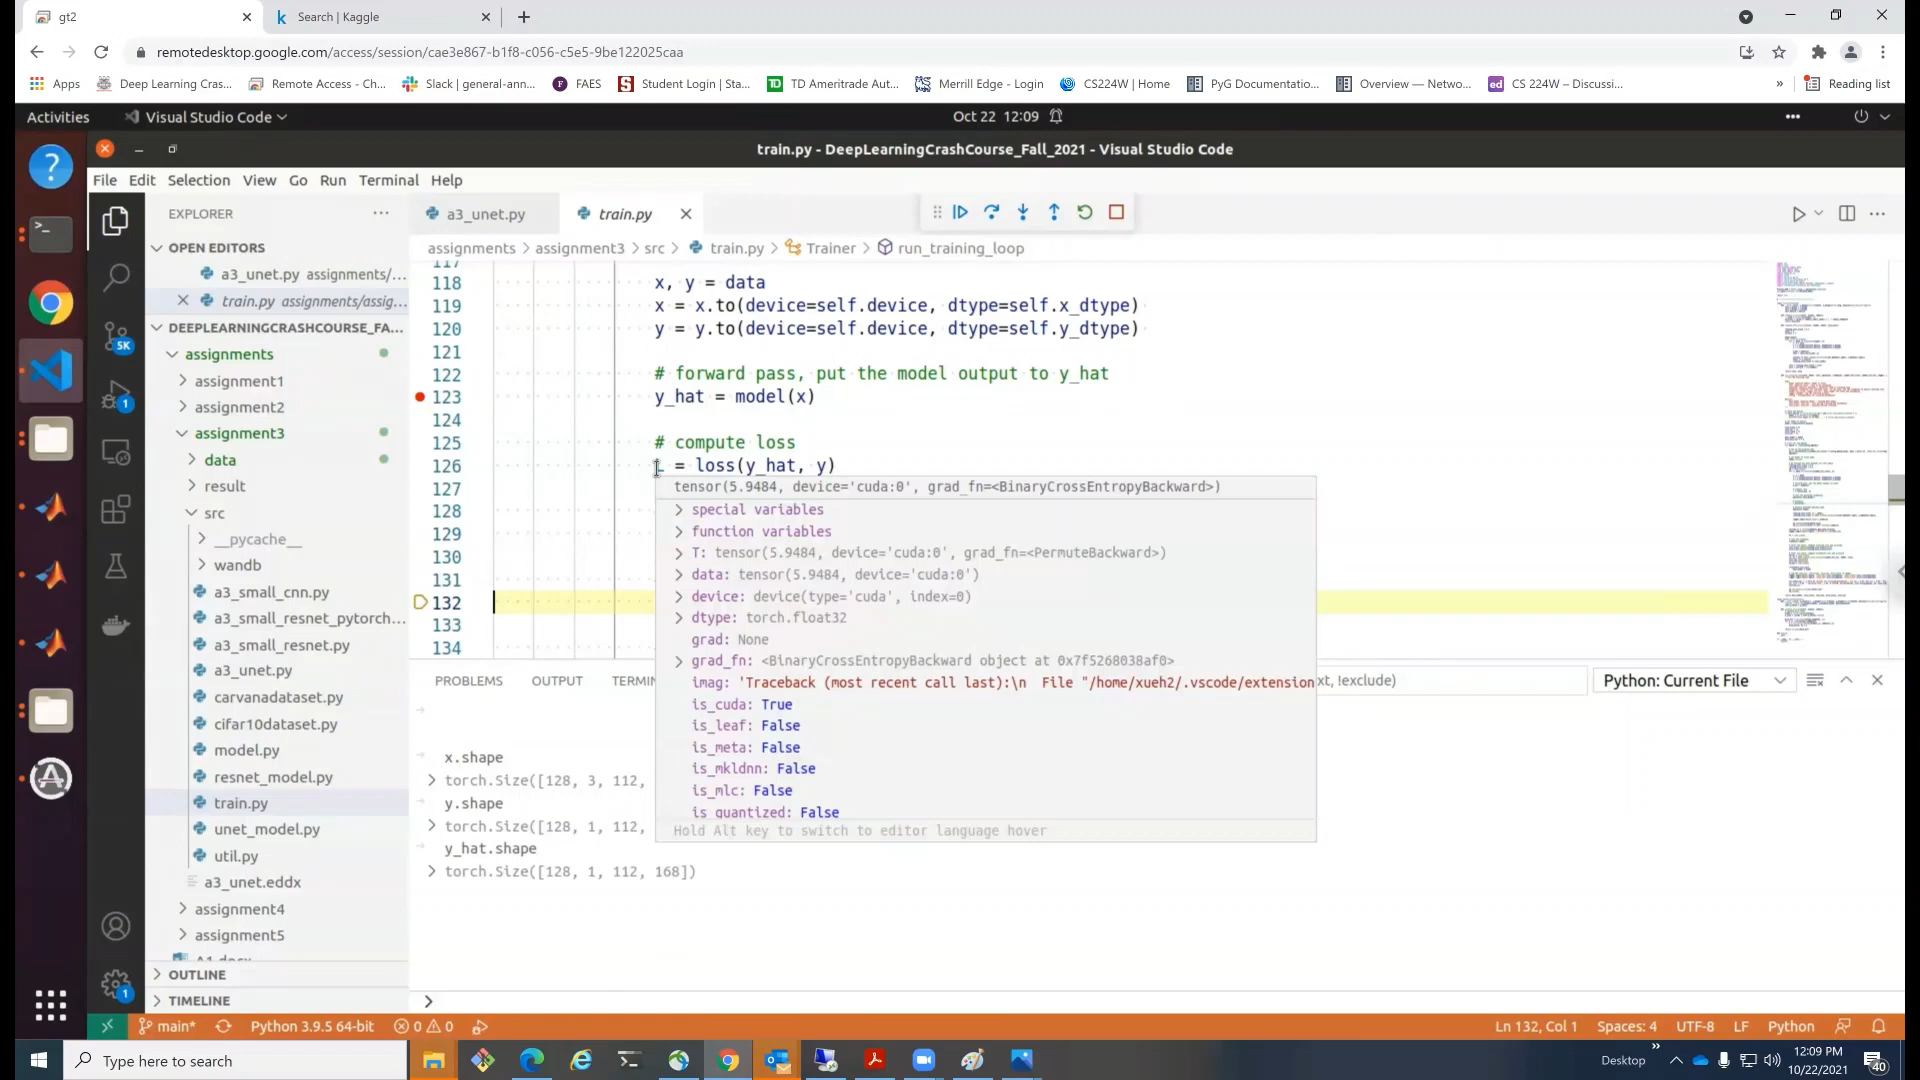 gt2
Search | Kaggle
remotedesktop.google.com/access/session/cae3e867-b1f8-c056-c5e5-9be122025caa
Apps
Deep Learning Cras...
Remote Access - Ch...
Slack | general-ann...
FAES
Student Login | Sta...
TD Ameritrade Aut...
Merrill Edge - Login
CS224W | Home
PyG Documentatio...
Overview — Netwo...
CS 224W – Discussi...
»
Reading list
Activities
Visual Studio Code
Oct 22 12:09
train.py - DeepLearningCrashCourse_Fall_2021 - Visual Studio Code
File Edit Selection View Go Run Terminal Help
EXPLORER
OPEN EDITORS
a3_unet.py assignments/...
train.py assignments/assig...
DEEPLEARNINGCRASHCOURSE_FA...
assignments
assignment1
assignment2
assignment3
data
result
src
__pycache__
wandb
a3_small_cnn.py
a3_small_resnet_pytorch...
a3_small_resnet.py
a3_unet.py
carvanadataset.py
cifar10dataset.py
model.py
resnet_model.py
train.py
unet_model.py
util.py
a3_unet.eddx
assignment4
assignment5
A1.docx
OUTLINE
TIMELINE
5K
1
1
a3_unet.py
train.py
assignments > assignment3 > src > train.py > Trainer > run_training_loop
117
118 x, y = data
119 x = x.to(device=self.device, dtype=self.x_dtype)
120 y = y.to(device=self.device, dtype=self.y_dtype)
121
122 # forward pass, put the model output to y_hat
123 y_hat = model(x)
124
125 # compute loss
126 L = loss(y_hat, y)
127
128
129
130
131
132
133
134
tensor(5.9484, device='cuda:0', grad_fn=<BinaryCrossEntropyBackward>)
special variables
function variables
T: tensor(5.9484, device='cuda:0', grad_fn=<PermuteBackward>)
data: tensor(5.9484, device='cuda:0')
device: device(type='cuda', index=0)
dtype: torch.float32
grad: None
grad_fn: <BinaryCrossEntropyBackward object at 0x7f5268038af0>
imag: 'Traceback (most recent call last):\n File "/home/xueh2/.vscode/extension
is_cuda: True
is_leaf: False
is_meta: False
is_mkldnn: False
is_mlc: False
is_quantized: False
Hold Alt key to switch to editor language hover
PROBLEMS OUTPUT TERMIN
xt, !exclude)
Python: Current File
x.shape
torch.Size([128, 3, 112,
y.shape
torch.Size([128, 1, 112,
y_hat.shape
torch.Size([128, 1, 112, 168])
main*
Python 3.9.5 64-bit
0 0
Ln 132, Col 1
Spaces: 4
UTF-8
LF
Python
Type here to search
Desktop
»
12:09 PM
10/22/2021
40